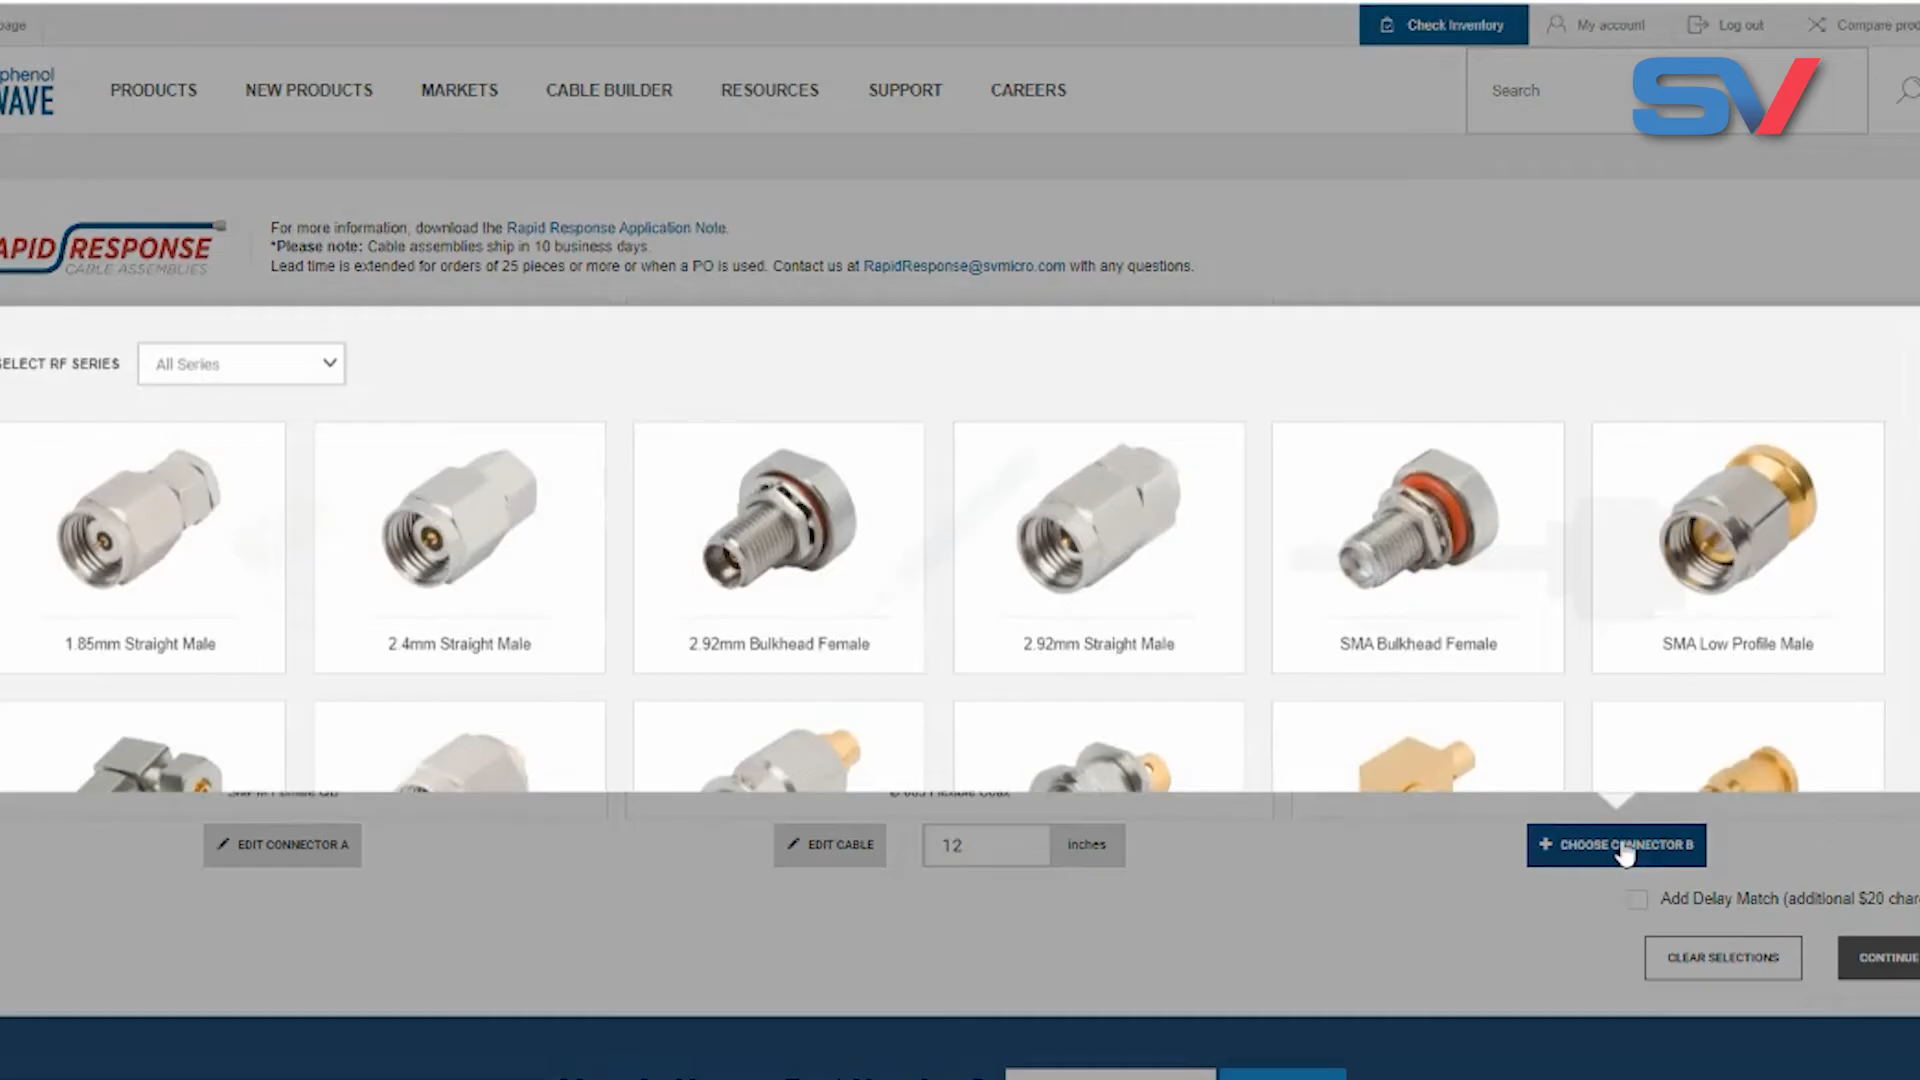 page
Check Inventory
My account
Log out
Compare prod
phenol
WAVE
PRODUCTS
NEW PRODUCTS
MARKETS
CABLE BUILDER
RESOURCES
SUPPORT
CAREERS
Search
SV
APID RESPONSE
CABLE ASSEMBLIES
For more information, download the Rapid Response Application Note.
*Please note: Cable assemblies ship in 10 business days.
Lead time is extended for orders of 25 pieces or more or when a PO is used. Contact us at RapidResponse@svmicro.com with any questions.
SELECT RF SERIES
All Series
1.85mm Straight Male
2.4mm Straight Male
2.92mm Bulkhead Female
2.92mm Straight Male
SMA Bulkhead Female
SMA Low Profile Male
EDIT CONNECTOR A
EDIT CABLE
12
inches
CHOOSE CONNECTOR B
Add Delay Match (additional $20 char
CLEAR SELECTIONS
CONTINUE